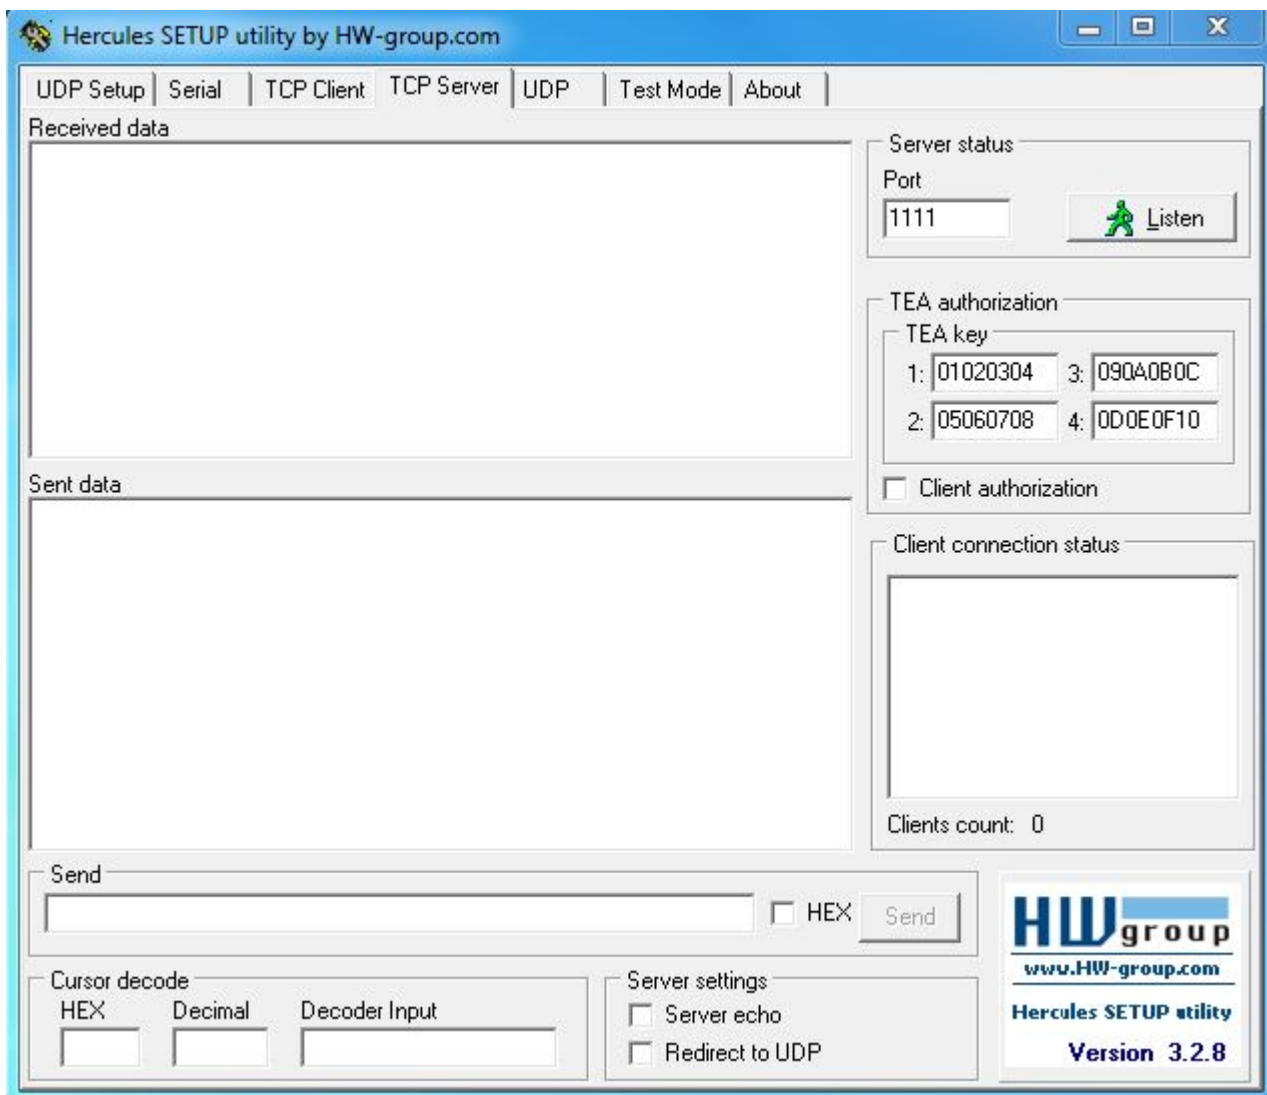 Hercules SETUP utility by HW-group.com
UDP Setup Serial TCP Client TCP Server UDP Test Mode About
Received data
Server status
Port
1111 Listen
TEA authorization
TEA key
1: 01020304 3: 090A0B0C
2: 05060708 4: 0D0E0F10
Client authorization
Sent data
Client connection status
Clients count: 0
Send
HEX Send
Cursor decode
HEX Decimal Decoder Input
Server settings
Server echo
Redirect to UDP
HWgroup
www.HW-group.com
Hercules SETUP utility
Version 3.2.8